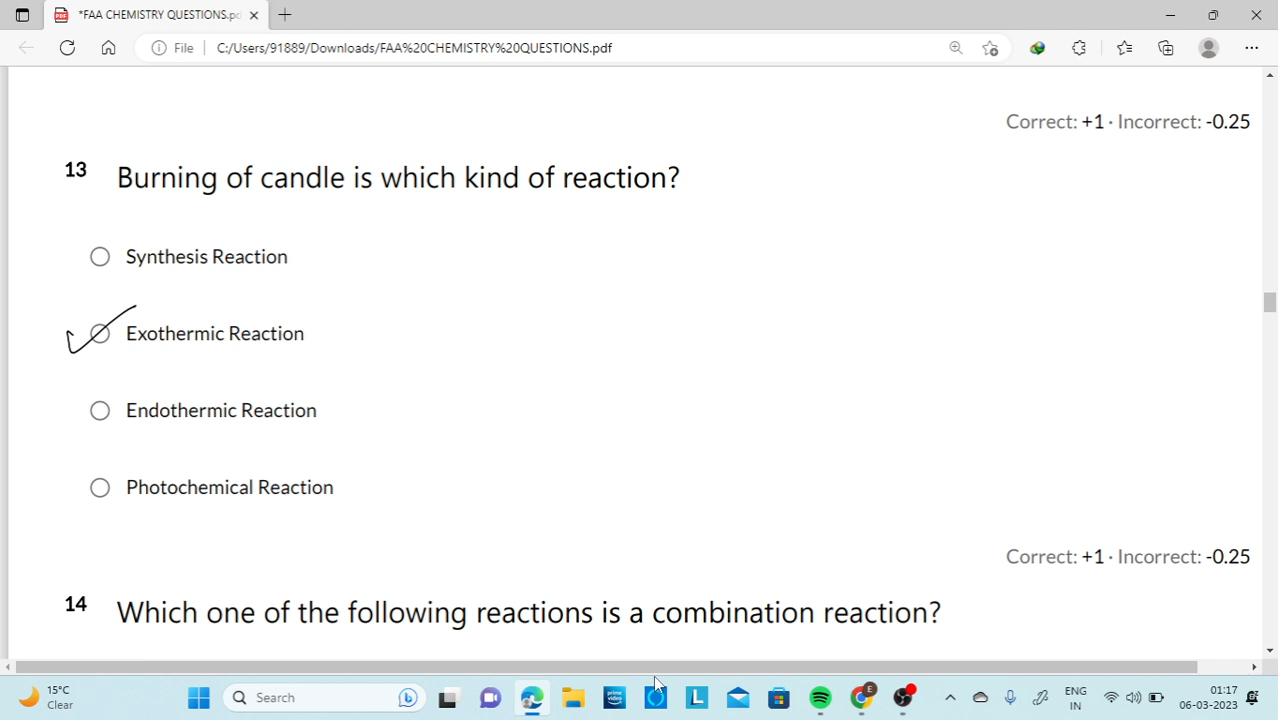 *FAA CHEMISTRY QUESTIONS.pd
File
C:/Users/91889/Downloads/FAA%20CHEMISTRY%20QUESTIONS.pdf
Correct: +1 · Incorrect: -0.25
13 Burning of candle is which kind of reaction?
Synthesis Reaction
Exothermic Reaction
Endothermic Reaction
Photochemical Reaction
Correct: +1 · Incorrect: -0.25
14 Which one of the following reactions is a combination reaction?
15°C
Clear
Search
prime video
L
E
ENG
IN
01:17
06-03-2023